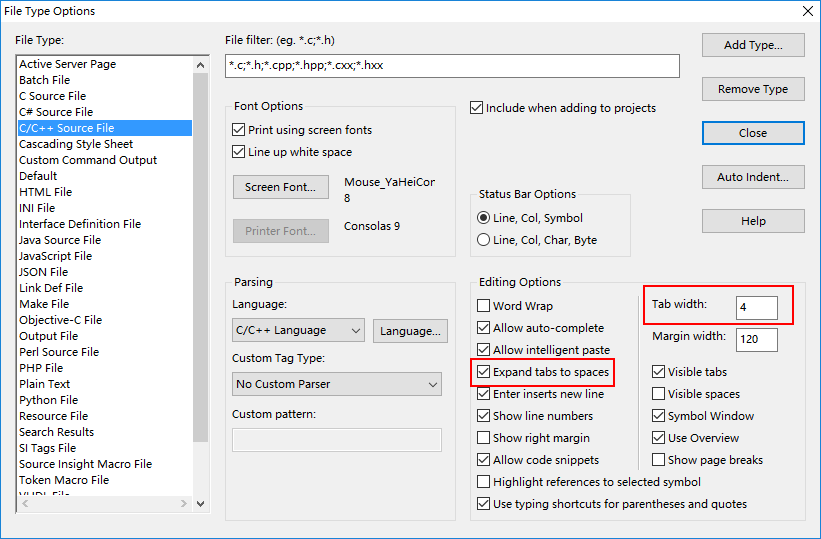 File Type Options
File Type:
Active Server Page
Batch File
C Source File
C# Source File
C/C++ Source File
Cascading Style Sheet
Custom Command Output
Default
HTML File
INI File
Interface Definition File
Java Source File
JavaScript File
JSON File
Link Def File
Make File
Objective-C File
Output File
Perl Source File
PHP File
Plain Text
Python File
Resource File
Search Results
SI Tags File
Source Insight Macro File
Token Macro File
VHDL File
File filter: (eg. *.c;*.h)
*.c;*.h;*.cpp;*.hpp;*.cxx;*.hxx
Font Options
Print using screen fonts
Line up white space
Screen Font...
Mouse_YaHeiCor
8
Printer Font...
Consolas 9
Include when adding to projects
Status Bar Options
Line, Col, Symbol
Line, Col, Char, Byte
Add Type...
Remove Type
Close
Auto Indent...
Help
Parsing
Language:
C/C++ Language
Language...
Custom Tag Type:
No Custom Parser
Custom pattern:
Editing Options
Word Wrap
Allow auto-complete
Allow intelligent paste
Expand tabs to spaces
Enter inserts new line
Show line numbers
Show right margin
Allow code snippets
Highlight references to selected symbol
Use typing shortcuts for parentheses and quotes
Tab width:
4
Margin width:
120
Visible tabs
Visible spaces
Symbol Window
Use Overview
Show page breaks